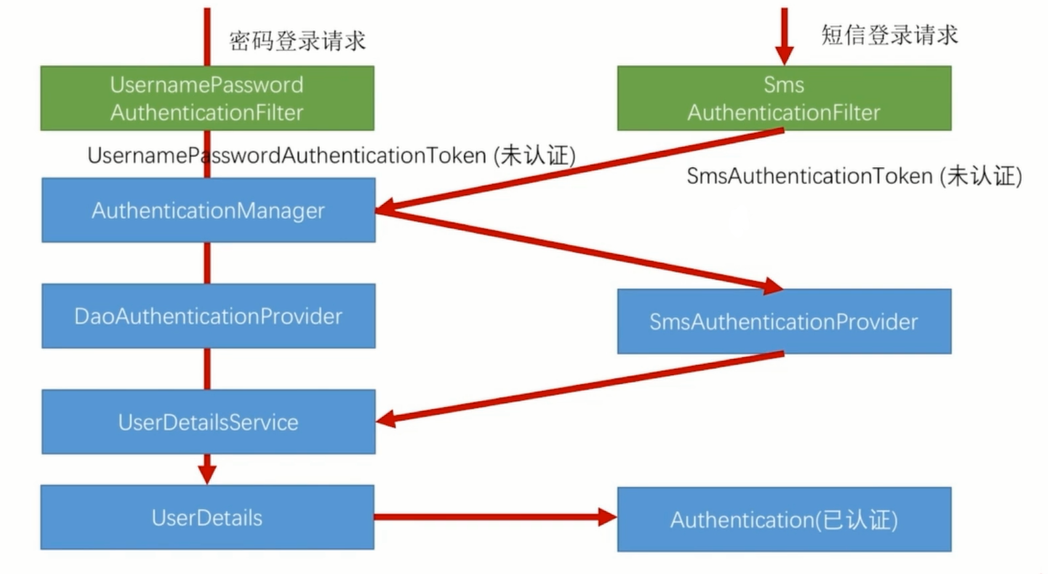 密码登录请求
短信登录请求
UsernamePassword
AuthenticationFilter
Sms
AuthenticationFilter
UsernamePasswordAuthenticationToken (未认证)
SmsAuthenticationToken (未认证)
AuthenticationManager
DaoAuthenticationProvider
SmsAuthenticationProvider
UserDetailsService
UserDetails
Authentication(已认证)